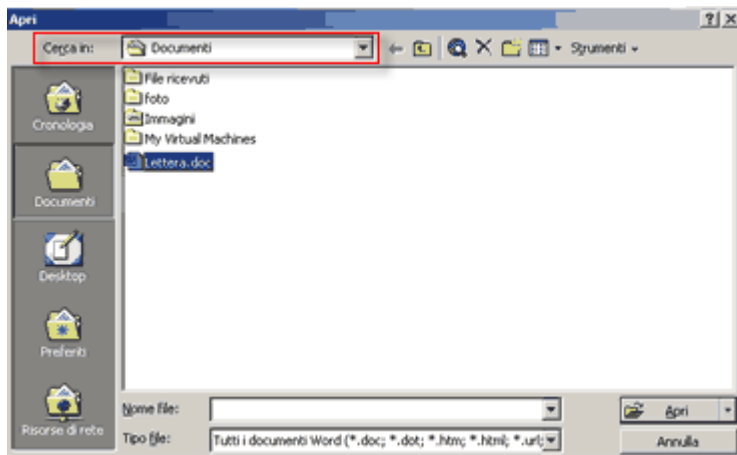 Apri
Cerca in: Documenti
Strumenti
File ricevuti
foto
Immagini
My Virtual Machines
Lettera.doc
Cronologia
Documenti
Desktop
Preferiti
Risorse di rete
Nome file:
Apri
Tipo file: Tutti i documenti Word (*.doc; *.dot; *.htm; *.html; *.url;
Annulla